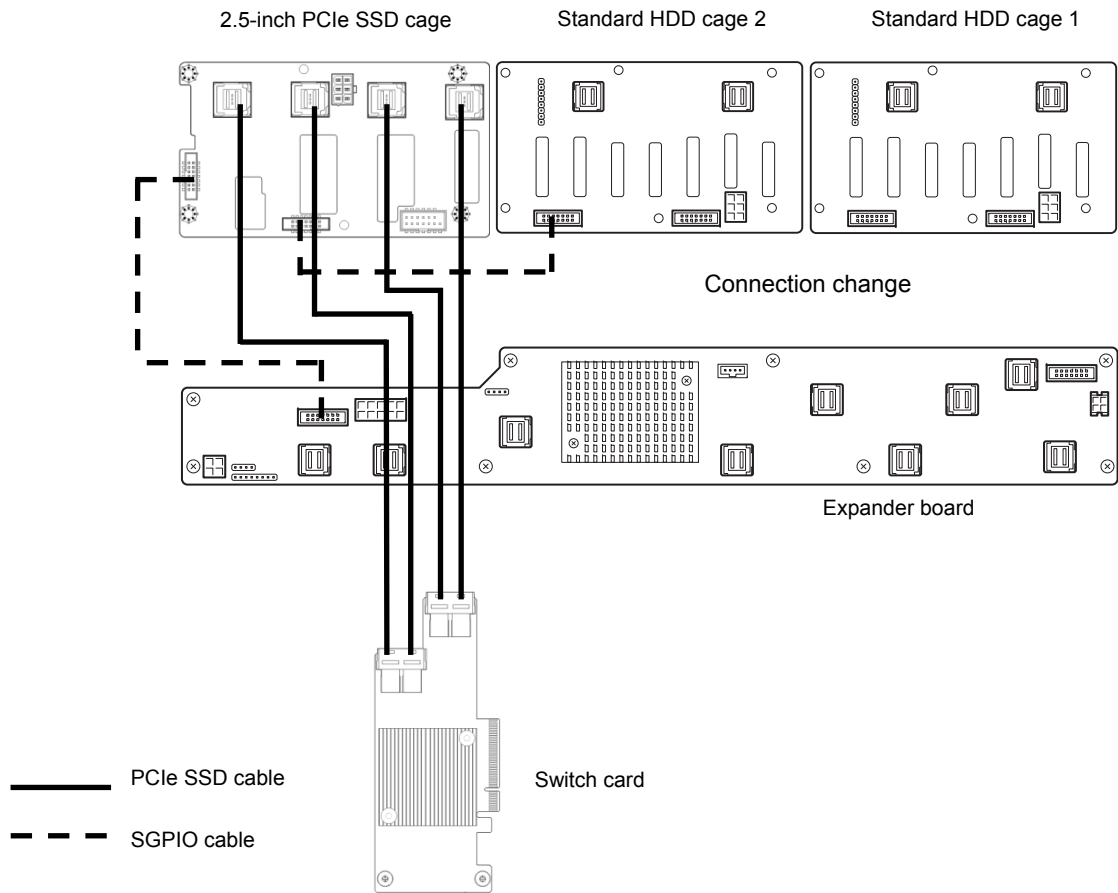 2.5-inch PCIe SSD cage
Standard HDD cage 2
Standard HDD cage 1
Connection change
Expander board
Switch card
PCIe SSD cable
SGPIO cable